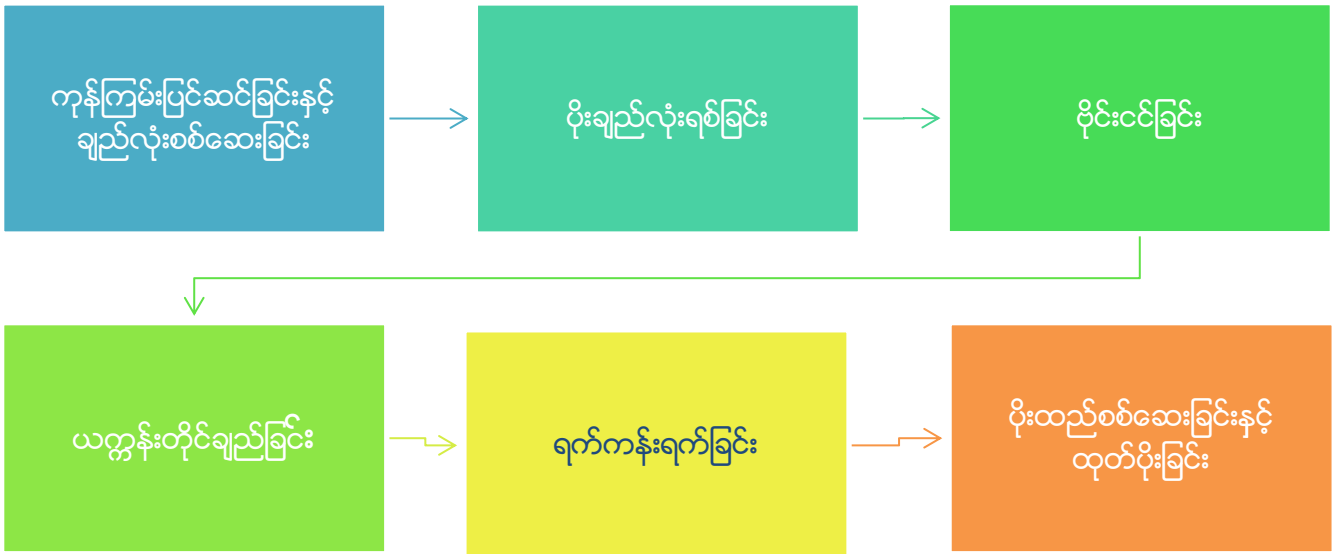 ကုန်ကြမ်းပြင်ဆင်ခြင်းနှင့်
ချည်လုံးစစ်ဆေးခြင်း
ပိုးချည်လုံးရစ်ခြင်း
ဗိုင်းငင်ခြင်း
ယက္ကန်းတိုင်ချည်ခြင်း
ရက်ကန်းရက်ခြင်း
ပိုးထည်စစ်ဆေးခြင်းနှင့်
ထုတ်ပိုးခြင်း